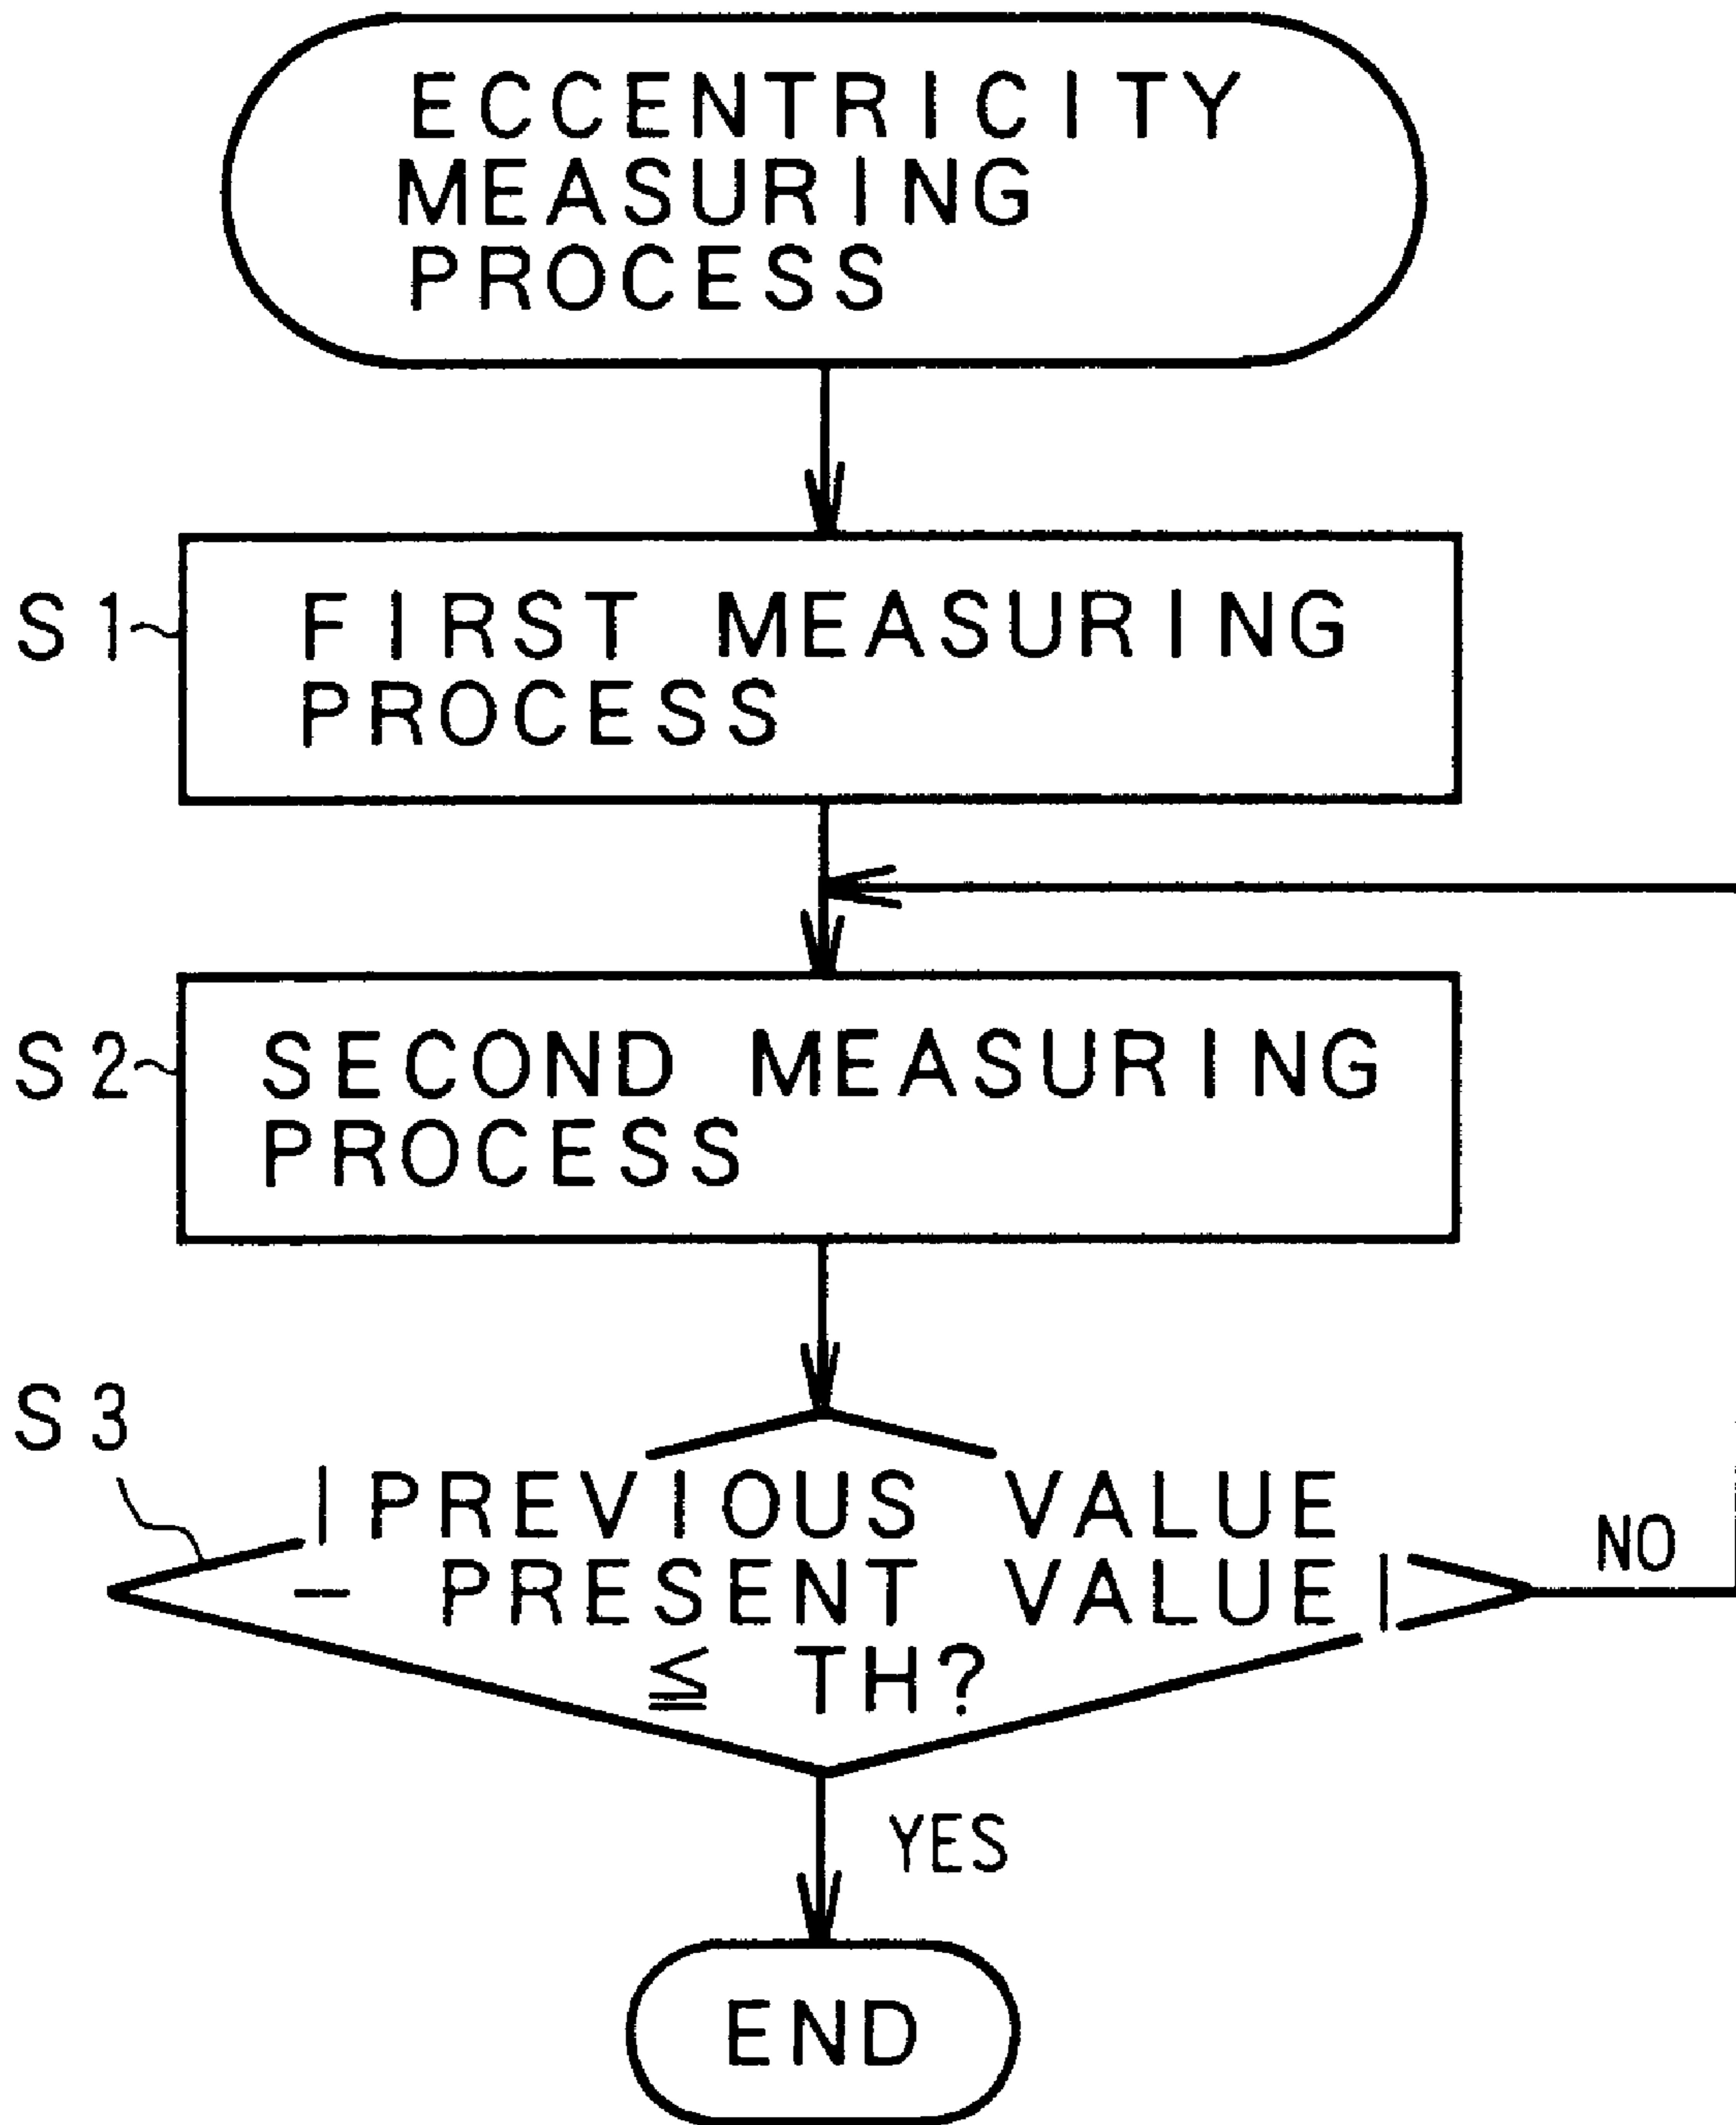 ECCENTRICITY
MEASURING
PROCESS
S1
FIRST MEASURING
PROCESS
S2
SECOND MEASURING
PROCESS
S3
|PREVIOUS VALUE
- PRESENT VALUE|
≦ TH?
NO
YES
END